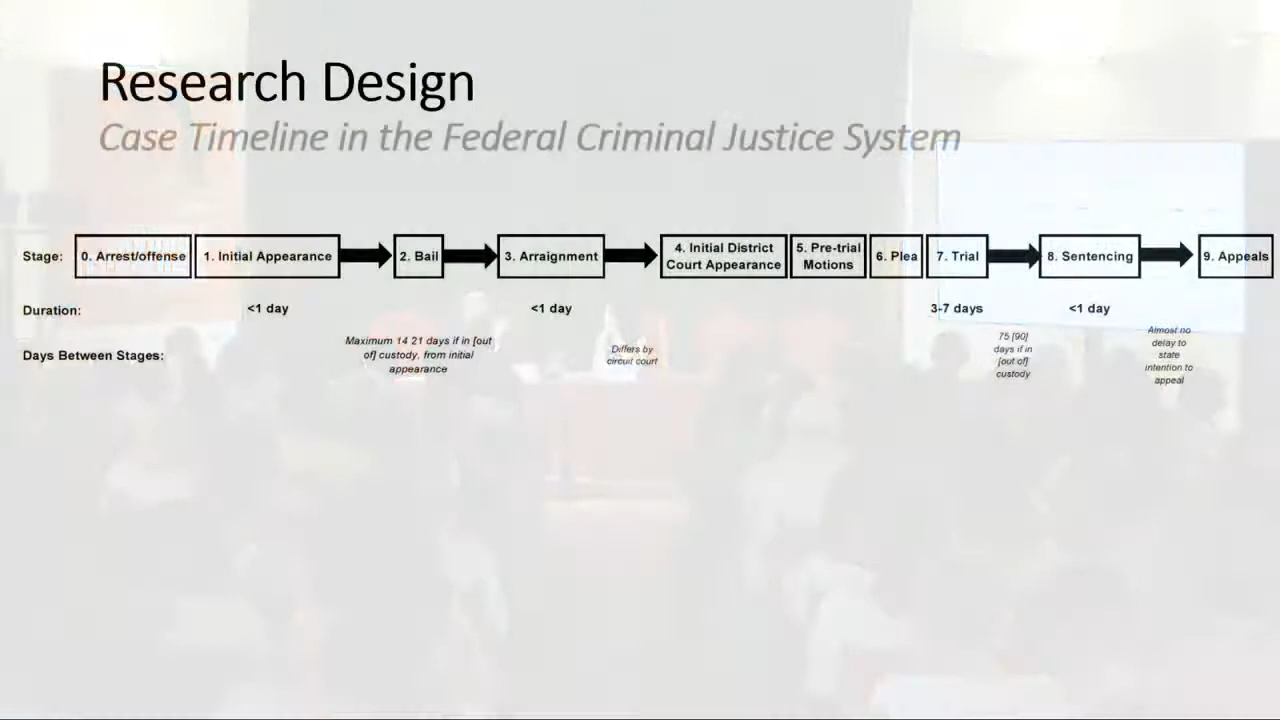 Research Design
Case Timeline in the Federal Criminal Justice System
Stage:
0. Arrest/offense
1. Initial Appearance
2. Bail
3. Arraignment
4. Initial District
Court Appearance
5. Pre-trial
Motions
6. Plea
7. Trial
8. Sentencing
9. Appeals
Duration:
<1 day
<1 day
3-7 days
<1 day
Days Between Stages:
Maximum 14 21 days if in [out
of] custody, from initial
appearance
Differs by
circuit court
75 [90]
days if in
[out of]
custody
Almost no
delay to
state
intention to
appeal